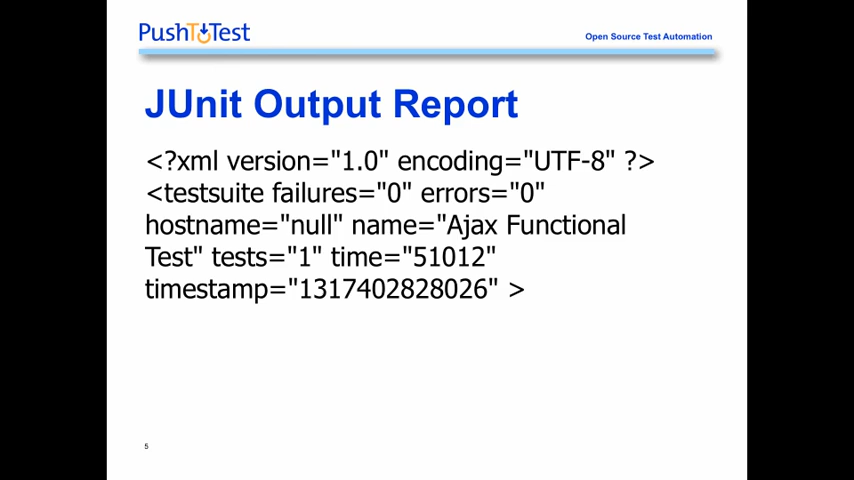 PushToTest
Open Source Test Automation
JUnit Output Report
<?xml version="1.0" encoding="UTF-8" ?>
<testsuite failures="0" errors="0"
hostname="null" name="Ajax Functional
Test" tests="1" time="51012"
timestamp="1317402828026" >
5